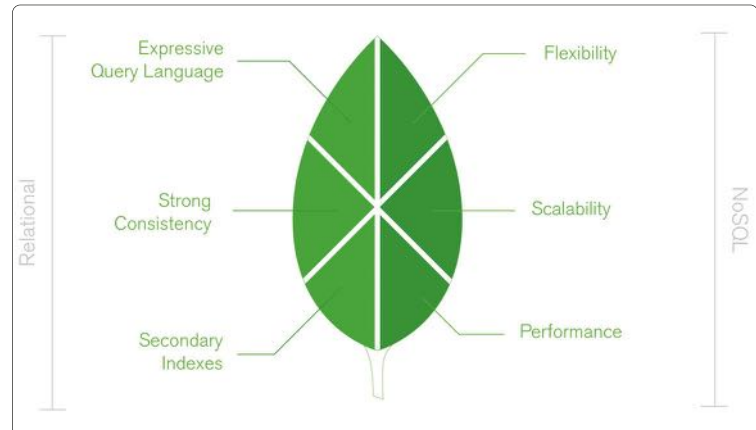 Relational
Expressive
Query Language
Strong
Consistency
Secondary
Indexes
Flexibility
Scalability
Performance
NoSQL